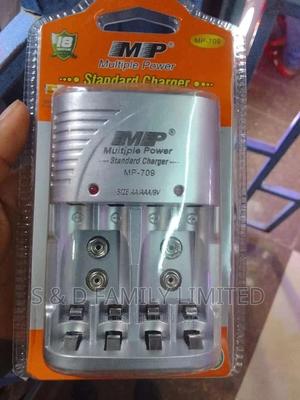 18
MP®
MP-709
Multiple Power
Standard Charger
MP®
Multiple Power
Standard Charger
MP-709
SIZE:AA/AAA/9V
S & D FAMILY LIMITED